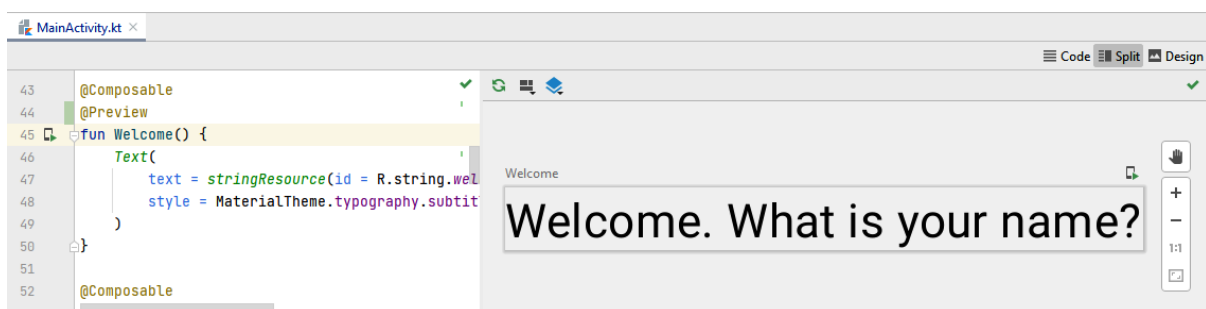 MainActivity.kt
Code Split Design
43 @Composable
44 @Preview
45 fun Welcome() {
46 Text(
47 text = stringResource(id = R.string.wel
48 style = MaterialTheme.typography.subtit
49 )
50 }
51
52 @Composable
Welcome
Welcome. What is your name?
1:1